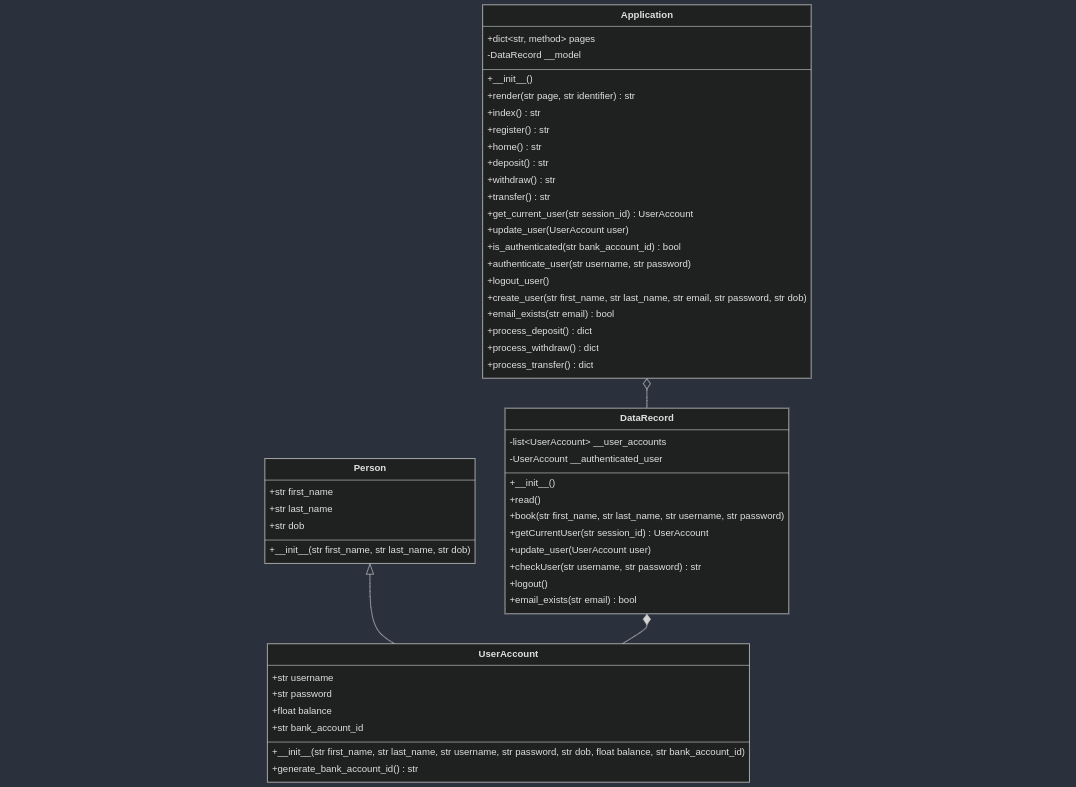 Application
+dict<str, method> pages
-DataRecord __model
+__init__()
+render(str page, str identifier) : str
+index() : str
+register() : str
+home() : str
+deposit() : str
+withdraw() : str
+transfer() : str
+get_current_user(str session_id) : UserAccount
+update_user(UserAccount user)
+is_authenticated(str bank_account_id) : bool
+authenticate_user(str username, str password)
+logout_user()
+create_user(str first_name, str last_name, str email, str password, str dob)
+email_exists(str email) : bool
+process_deposit() : dict
+process_withdraw() : dict
+process_transfer() : dict
DataRecord
-list<UserAccount> __user_accounts
-UserAccount __authenticated_user
+__init__()
+read()
+book(str first_name, str last_name, str username, str password)
+getCurrentUser(str session_id) : UserAccount
+update_user(UserAccount user)
+checkUser(str username, str password) : str
+logout()
+email_exists(str email) : bool
Person
+str first_name
+str last_name
+str dob
+__init__(str first_name, str last_name, str dob)
UserAccount
+str username
+str password
+float balance
+str bank_account_id
+__init__(str first_name, str last_name, str username, str password, str dob, float balance, str bank_account_id)
+generate_bank_account_id() : str